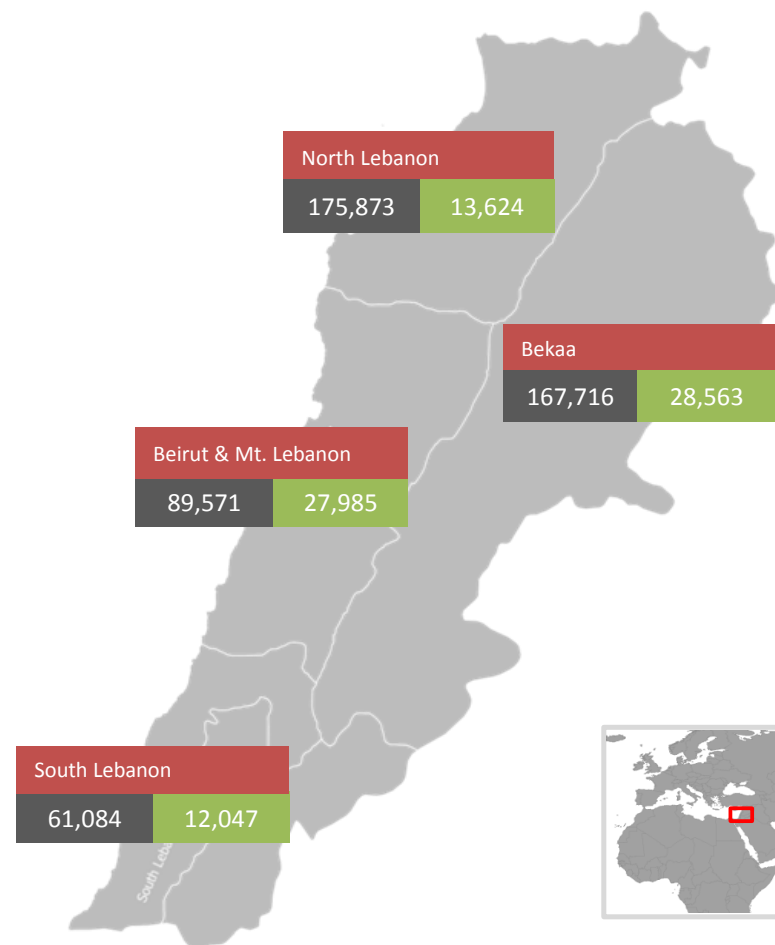 North Lebanon
175,873 13,624
Bekaa
167,716 28,563
Beirut & Mt. Lebanon
89,571 27,985
South Lebanon
61,084 12,047
South